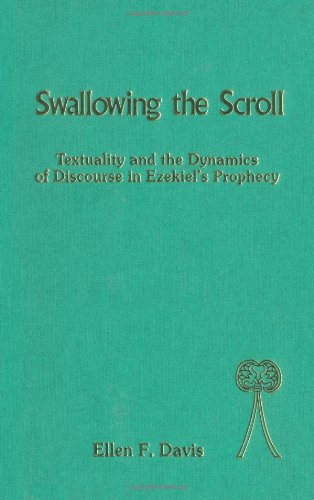 Swallowing the Scroll
Textuality and the Dynamics
of Discourse in Ezekiel's Prophecy
Ellen F. Davis